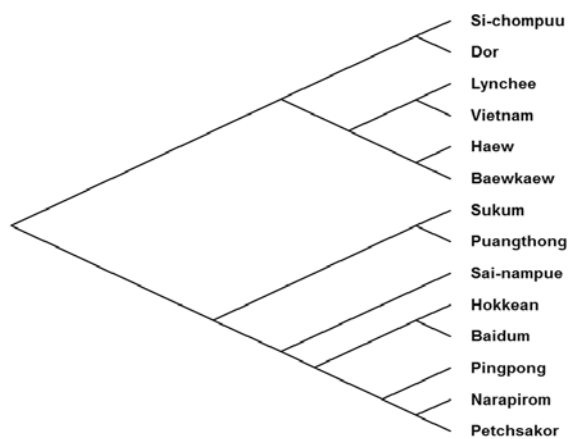 Si-chompuu
Dor
Lynchee
Vietnam
Haew
Baewkaew
Sukum
Puangthong
Sai-nampue
Hokkean
Baidum
Pingpong
Narapirom
Petchsakor